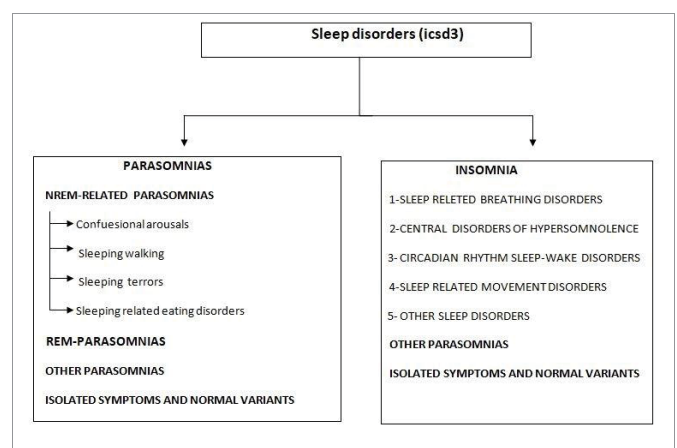 Sleep disorders (icsd3)
PARASOMNIAS
NREM-RELATED PARASOMNIAS
Confuesional arousals
Sleeping walking
Sleeping terrors
Sleeping related eating disorders
REM-PARASOMNIAS
OTHER PARASOMNIAS
ISOLATED SYMPTOMS AND NORMAL VARIANTS
INSOMNIA
1-SLEEP RELETED BREATHING DISORDERS
2-CENTRAL DISORDERS OF HYPERSOMNOLENCE
3- CIRCADIAN RHYTHM SLEEP-WAKE DISORDERS
4-SLEEP RELATED MOVEMENT DISORDERS
5- OTHER SLEEP DISORDERS
OTHER PARASOMNIAS
ISOLATED SYMPTOMS AND NORMAL VARIANTS